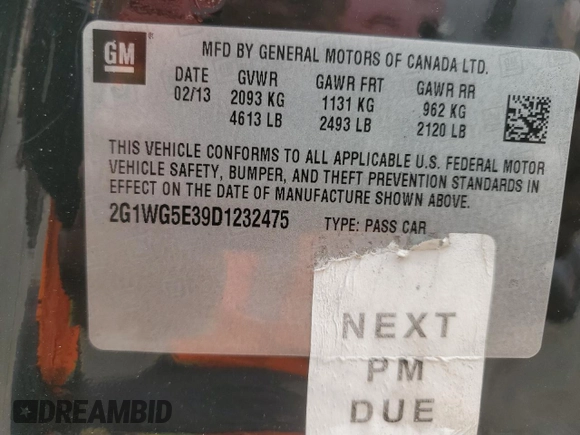 GM
MFD BY GENERAL MOTORS OF CANADA LTD.
DATE GVWR GAWR FRT GAWR RR
02/13 2093 KG 1131 KG 962 KG
4613 LB 2493 LB 2120 LB
THIS VEHICLE CONFORMS TO ALL APPLICABLE U.S. FEDERAL MOTOR
VEHICLE SAFETY, BUMPER, AND THEFT PREVENTION STANDARDS IN
EFFECT ON THE DATE OF MANUFACTURE SHOWN ABOVE.
2G1WG5E39D1232475 TYPE: PASS CAR
NEXT
PM
DUE
DREAMBID